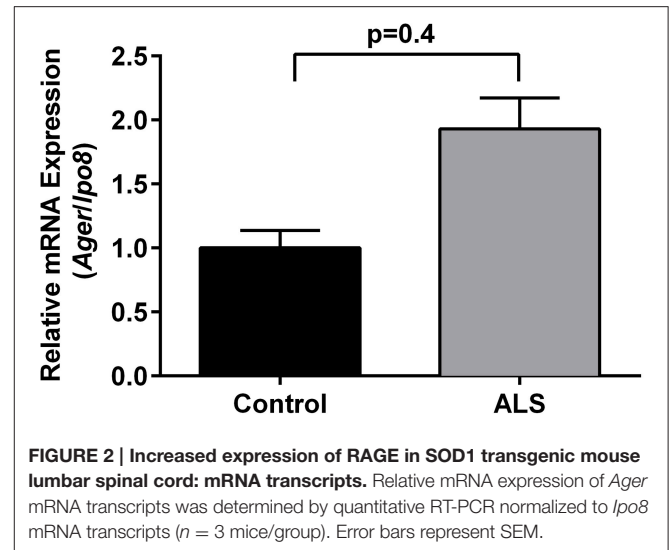 p=0.4
Relative mRNA Expression
(Ager/Ipo8)
2.5
2.0
1.5
1.0
0.5
0.0
Control
ALS
FIGURE 2 | Increased expression of RAGE in SOD1 transgenic mouse
lumbar spinal cord: mRNA transcripts. Relative mRNA expression of Ager
mRNA transcripts was determined by quantitative RT-PCR normalized to Ipo8
mRNA transcripts (n = 3 mice/group). Error bars represent SEM.